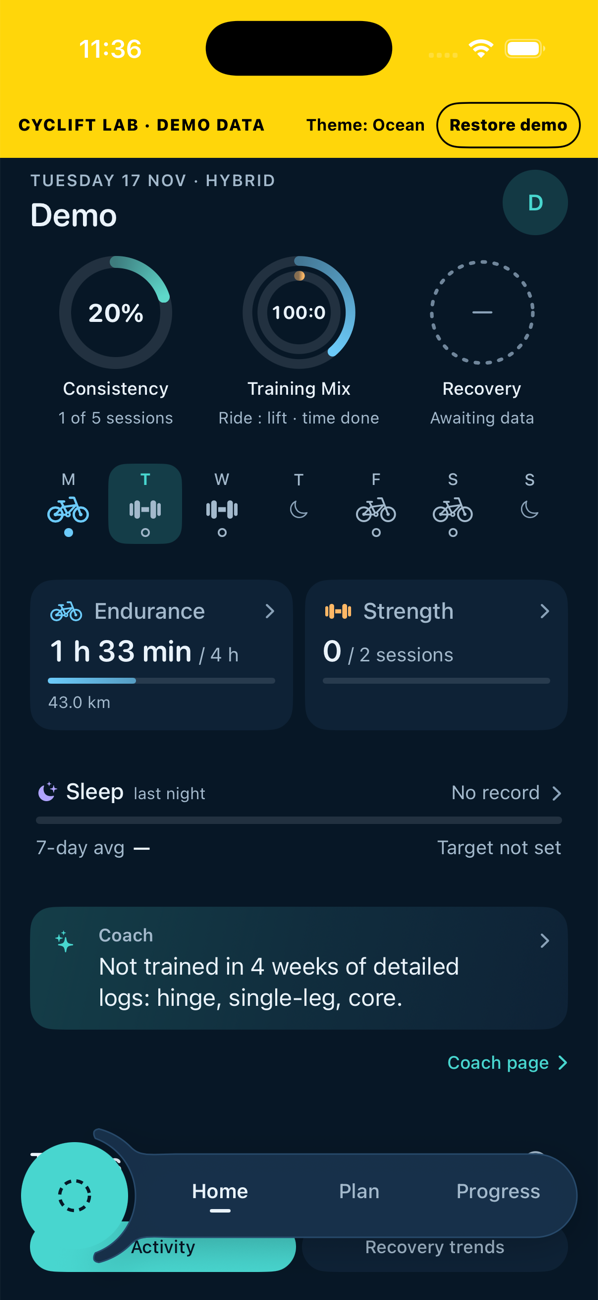 11:36
CYCLIFT LAB · DEMO DATA
Theme: Ocean
Restore demo
TUESDAY 17 NOV · HYBRID
Demo
D
20%
100:0
—
Consistency
Training Mix
Recovery
1 of 5 sessions
Ride : lift · time done
Awaiting data
M T W T F S S
Endurance
1 h 33 min / 4 h
43.0 km
Strength
0 / 2 sessions
Sleep last night
No record
7-day avg —
Target not set
Coach
Not trained in 4 weeks of detailed
logs: hinge, single-leg, core.
Coach page
Home
Plan
Progress
Activity
Recovery trends